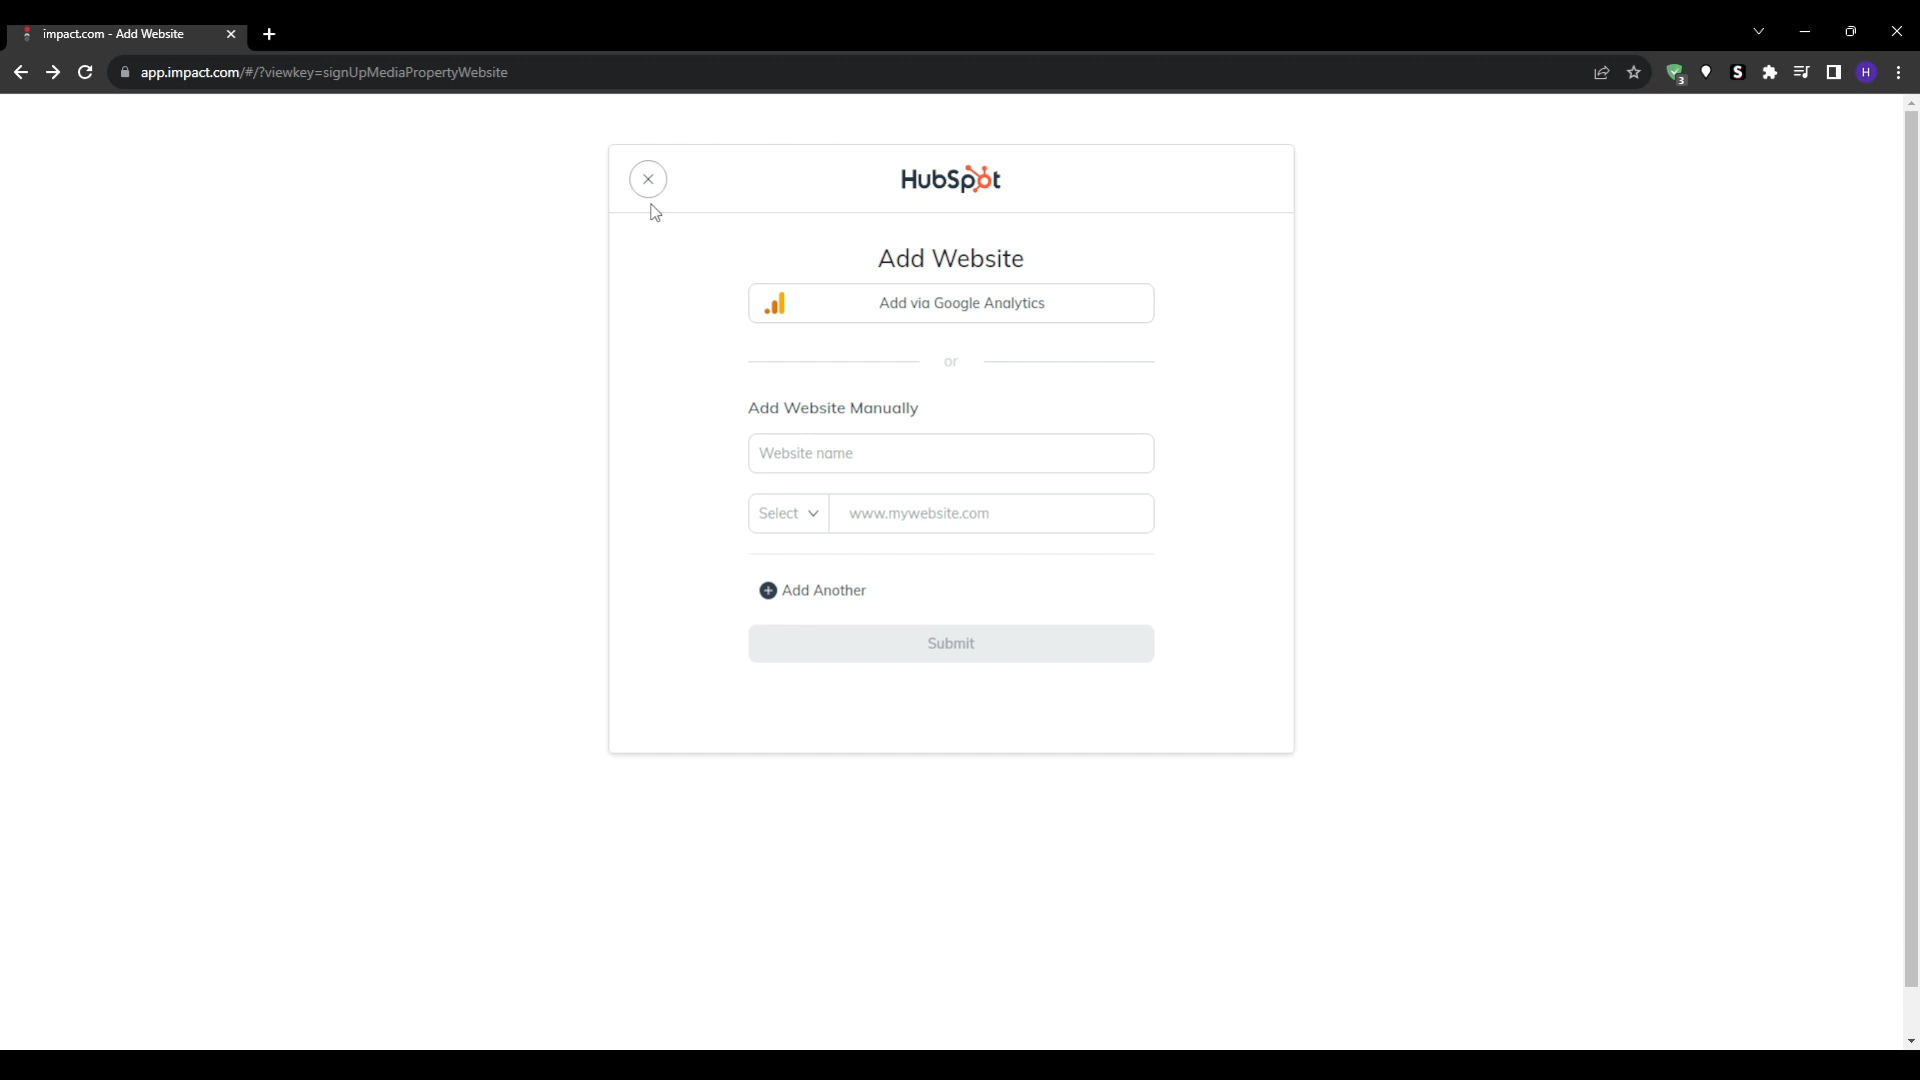 impact.com - Add Website
app.impact.com/#/?viewkey=signUpMediaPropertyWebsite
3
S
H
HubSpot
Add Website
Add via Google Analytics
or
Add Website Manually
Website name
Select www.mywebsite.com
Add Another
Submit